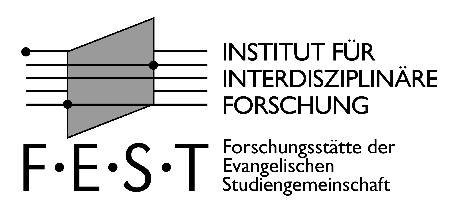 INSTITUT FÜR
INTERDISZIPLINÄRE
FORSCHUNG
F·E·S·T
Forschungsstätte der
Evangelischen
Studiengemeinschaft